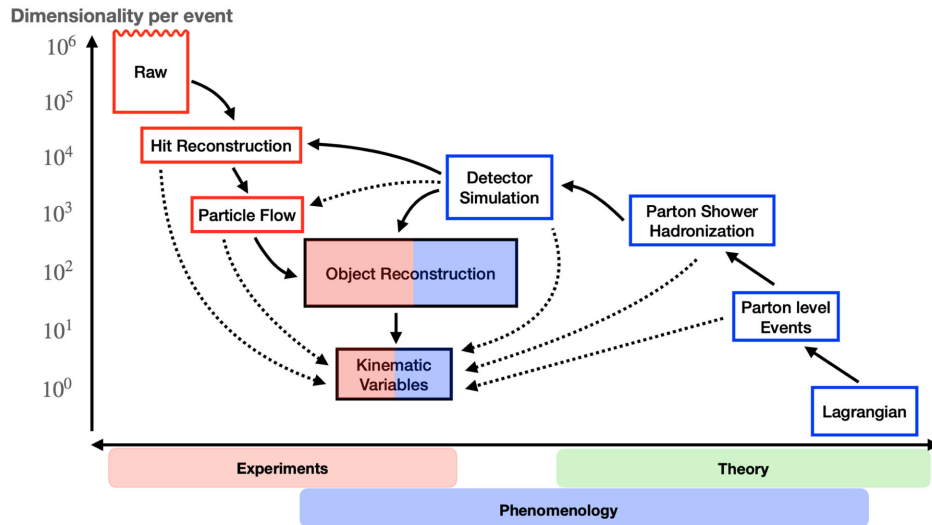 Dimensionality per event
10^6
Raw
10^5
Hit Reconstruction
10^4
Detector
Simulation
Particle Flow
10^3
Parton Shower
Hadronization
Object Reconstruction
10^2
Parton level
Events
10^1
Kinematic
Variables
10^0
Lagrangian
Experiments
Theory
Phenomenology